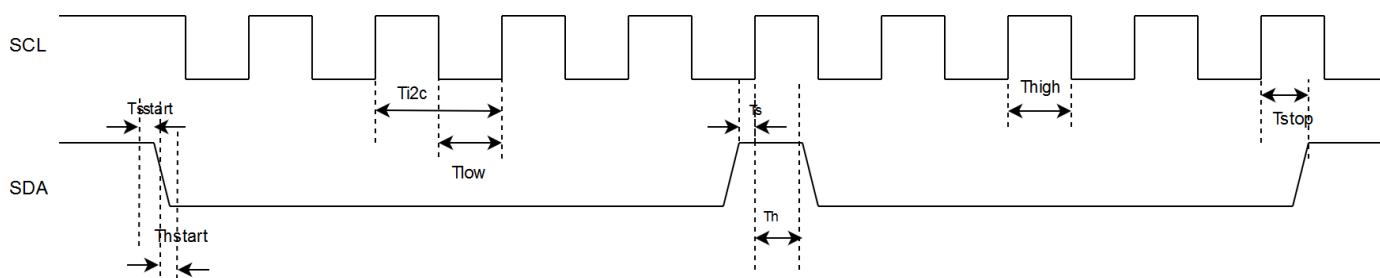 SCL
Tsstart
Ti2c
Ts
Thigh
Tstop
Tlow
SDA
Th
Thstart